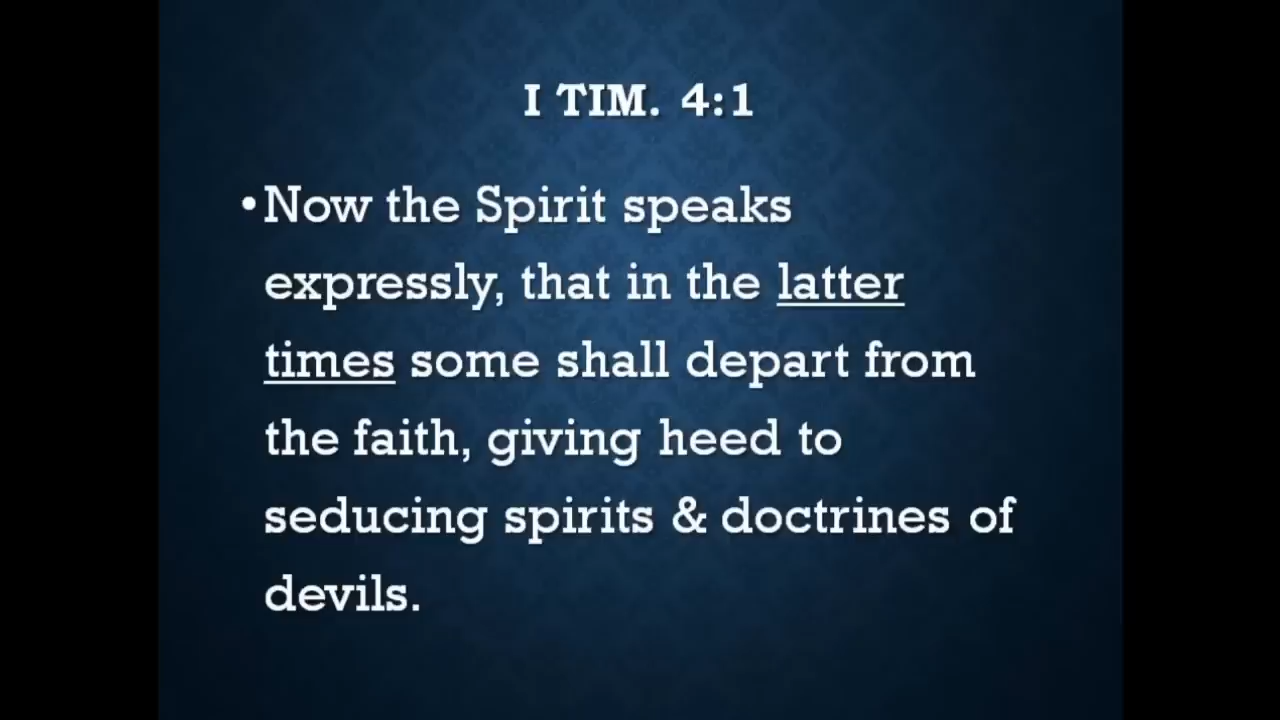 I TIM. 4:1
•Now the Spirit speaks
expressly, that in the latter
times some shall depart from
the faith, giving heed to
seducing spirits & doctrines of
devils.